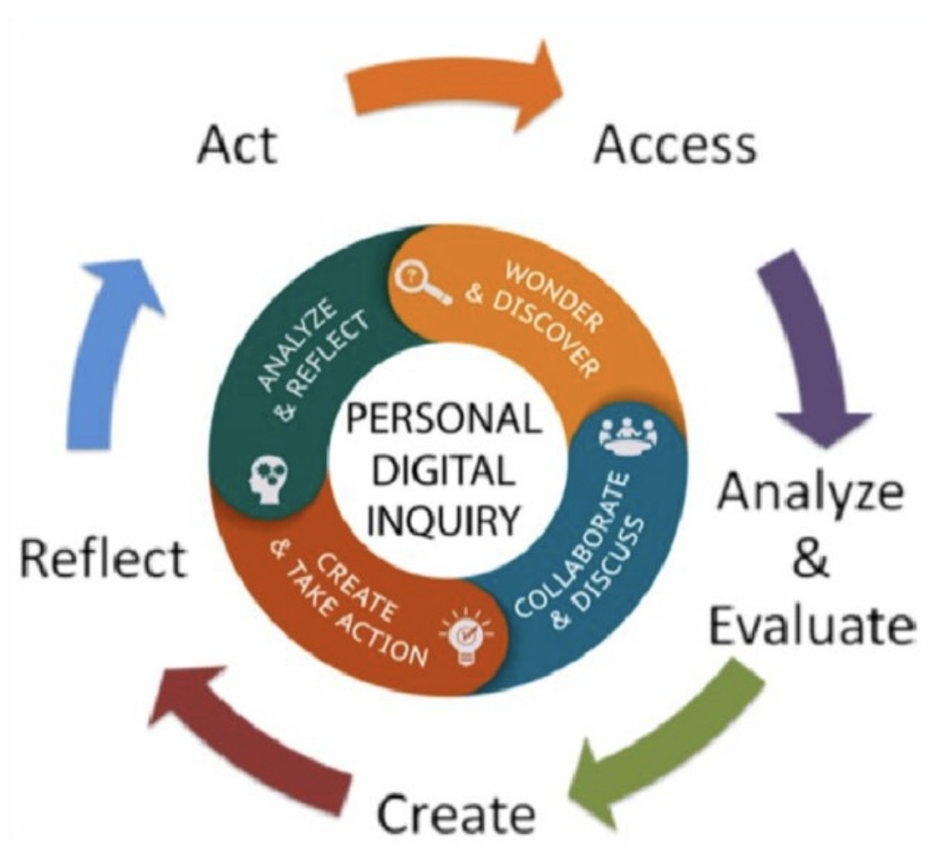 Act
Access
Analyze
&
Evaluate
Create
Reflect
WONDER
& DISCOVER
COLLABORATE
& DISCUSS
CREATE
& TAKE ACTION
ANALYZE
& REFLECT
PERSONAL
DIGITAL
INQUIRY
?